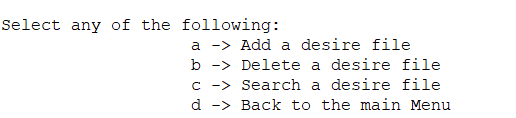 Select any of the following:
a -> Add a desire file
b -> Delete a desire file
c -> Search a desire file
d -> Back to the main Menu